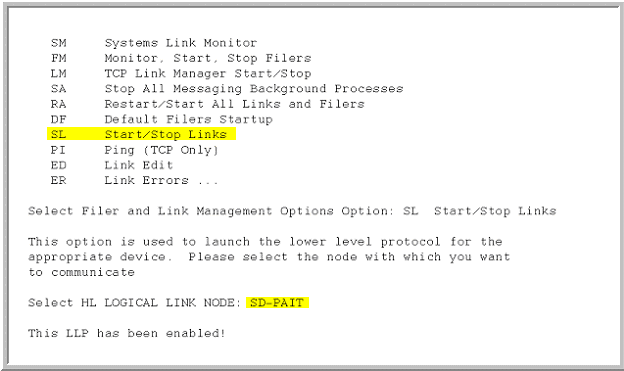 SM Systems Link Monitor
FM Monitor, Start, Stop Filers
LM TCP Link Manager Start/Stop
SA Stop All Messaging Background Processes
RA Restart/Start All Links and Filers
DF Default Filers Startup
SL Start/Stop Links
PI Ping (TCP Only)
ED Link Edit
ER Link Errors ...
Select Filer and Link Management Options Option: SL Start/Stop Links
This option is used to launch the lower level protocol for the
appropriate device. Please select the node with which you want
to communicate
Select HL LOGICAL LINK NODE: SD-PAIT
This LLP has been enabled!